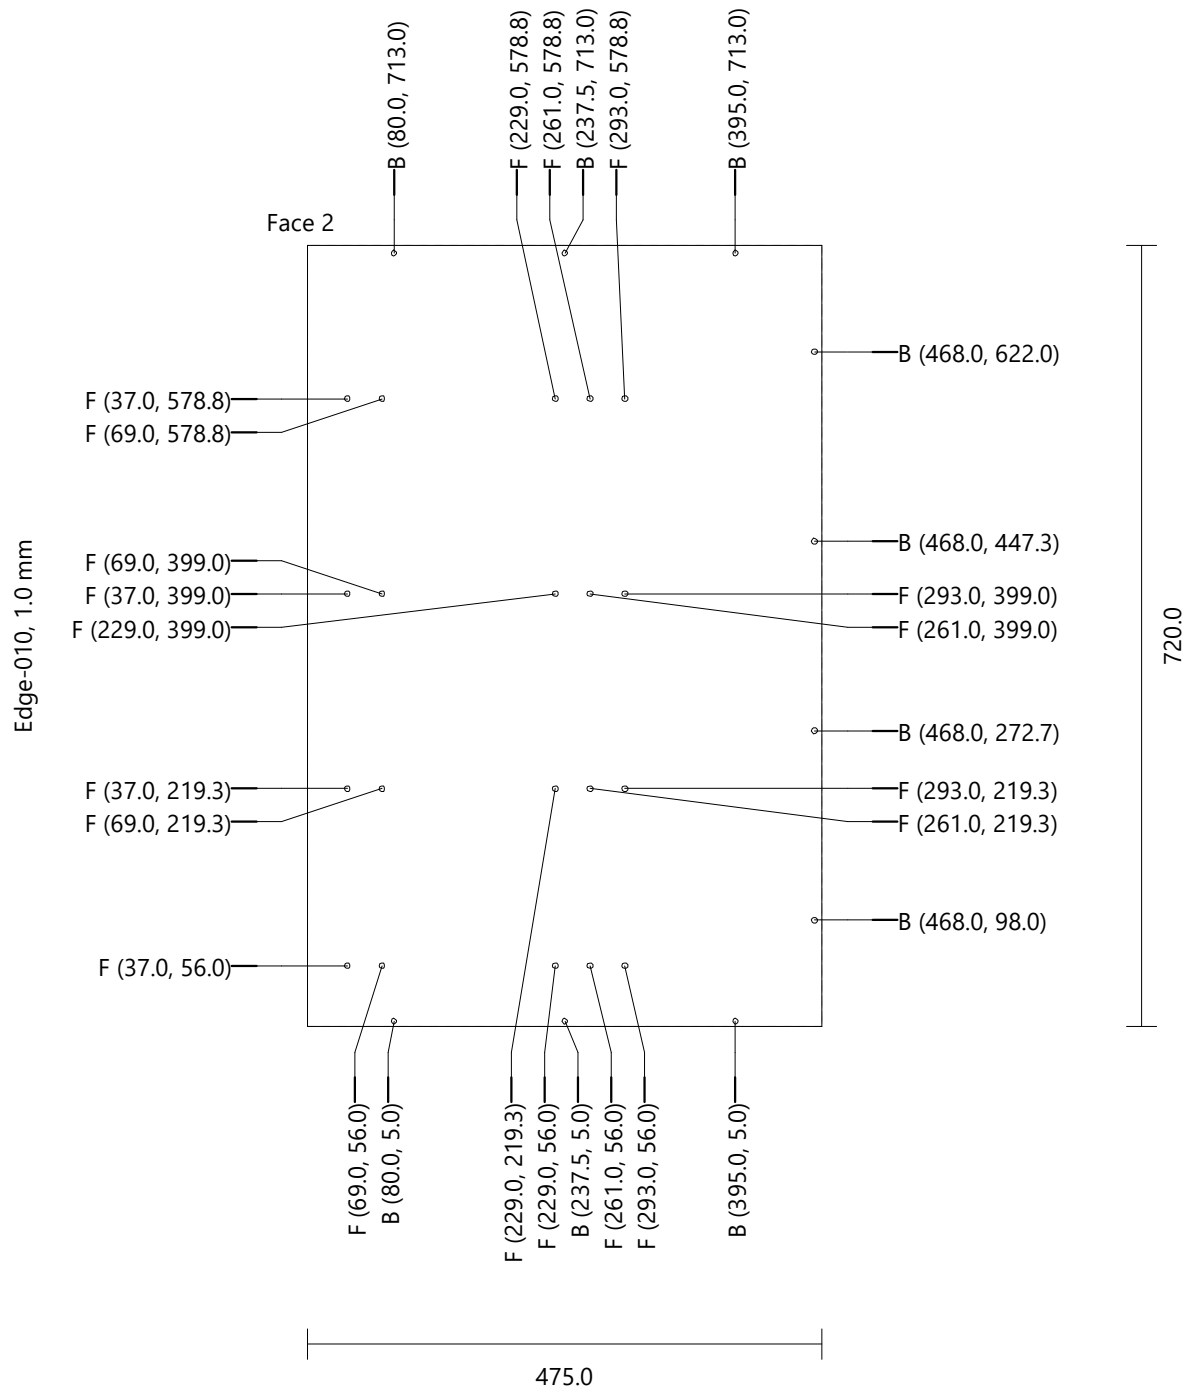 B (80.0, 713.0)
F (229.0, 578.8)
F (261.0, 578.8)
B (237.5, 713.0)
F (293.0, 578.8)
B (395.0, 713.0)
Face 2
B (468.0, 622.0)
F (37.0, 578.8)
F (69.0, 578.8)
Edge-010, 1.0 mm
B (468.0, 447.3)
F (69.0, 399.0)
F (37.0, 399.0)
F (229.0, 399.0)
F (293.0, 399.0)
F (261.0, 399.0)
720.0
B (468.0, 272.7)
F (37.0, 219.3)
F (69.0, 219.3)
F (293.0, 219.3)
F (261.0, 219.3)
B (468.0, 98.0)
F (37.0, 56.0)
F (69.0, 56.0)
B (80.0, 5.0)
F (229.0, 219.3)
F (229.0, 56.0)
B (237.5, 5.0)
F (261.0, 56.0)
F (293.0, 56.0)
B (395.0, 5.0)
475.0